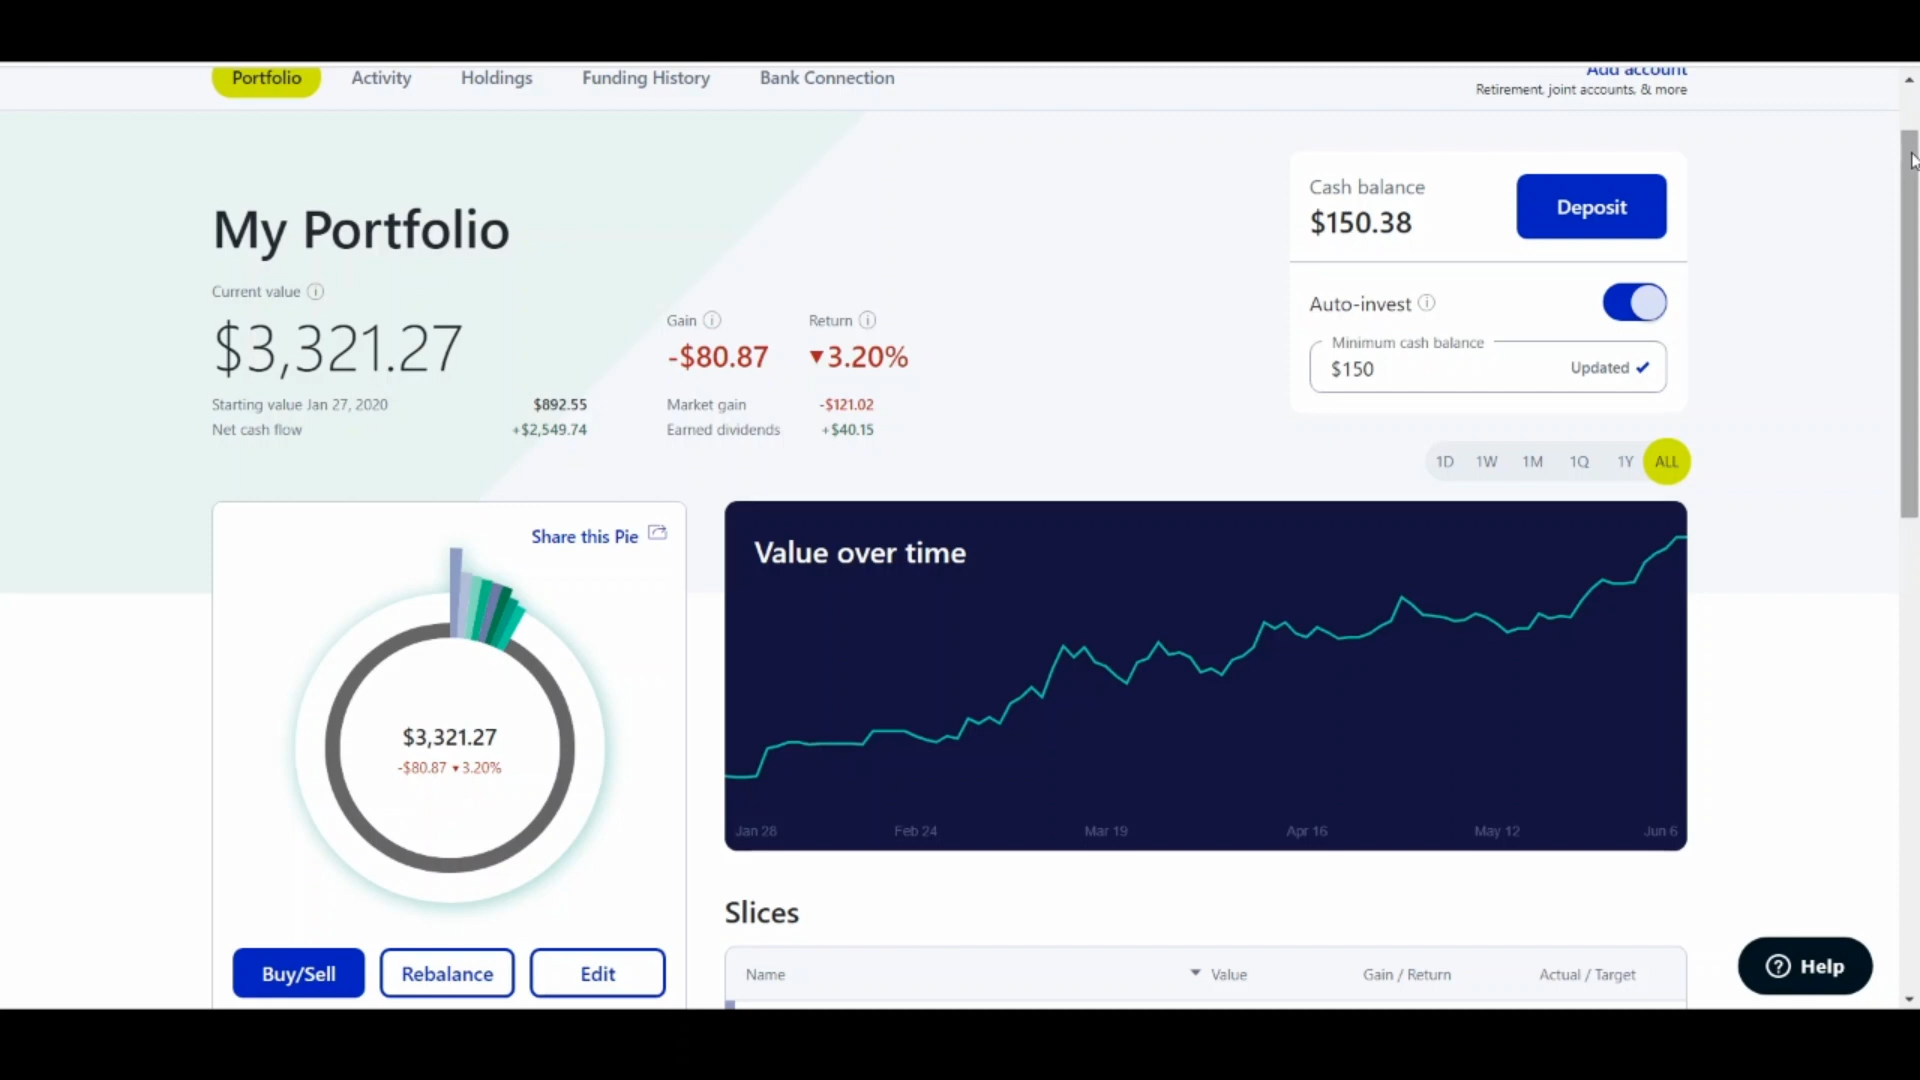 Portfolio Activity Holdings Funding History Bank Connection
Add account
Retirement, joint accounts, & more
My Portfolio
Current value
$3,321.27
Starting value Jan 27, 2020 $892.55
Net cash flow +$2,549.74
Gain Return
-$80.87 ▼3.20%
Market gain -$121.02
Earned dividends +$40.15
Cash balance
$150.38
Deposit
Auto-invest
Minimum cash balance
$150 Updated
1D 1W 1M 1Q 1Y ALL
Share this Pie
$3,321.27
-$80.87 ▼3.20%
Buy/Sell Rebalance Edit
Value over time
Jan 28 Feb 24 Mar 19 Apr 16 May 12 Jun 6
Slices
Name Value Gain / Return Actual / Target
Help